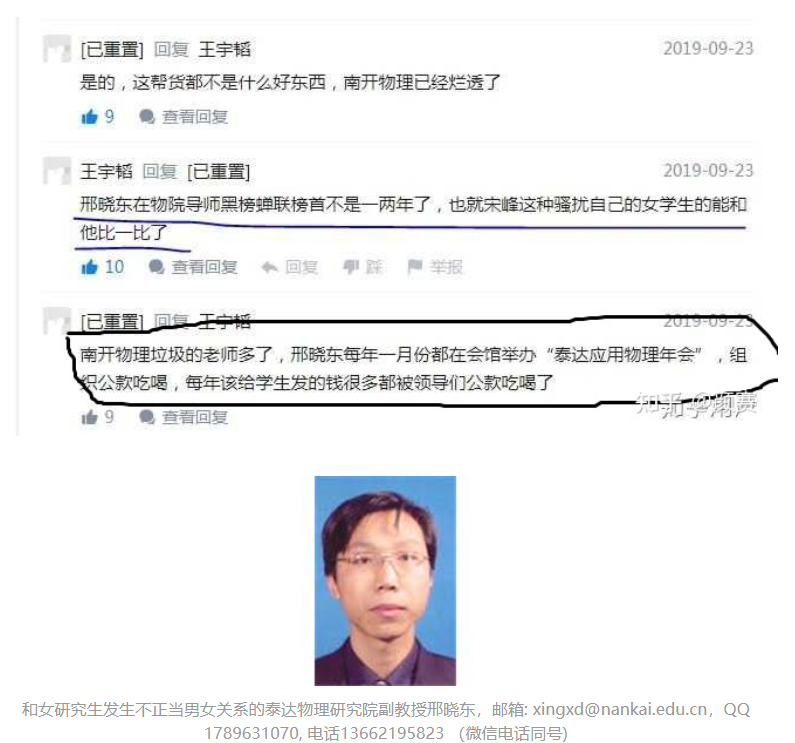 [已重置] 回复 王宇韬 2019-09-23
是的，这帮货都不是什么好东西，南开物理已经烂透了
9 查看回复
王宇韬 回复 [已重置] 2019-09-23
邢晓东在物院导师黑榜蝉联榜首不是一两年了，也就宋峰这种骚扰自己的女学生的能和
他比一比了
10 查看回复 回复 踩 举报
[已重置] 回复 王宇韬 2019-09-23
南开物理垃圾的老师多了，邢晓东每年一月份都在会馆举办“泰达应用物理年会”，组
织公款吃喝，每年该给学生发的钱很多都被领导们公款吃喝了
9 查看回复
和女研究生发生不正当男女关系的泰达物理研究院副教授邢晓东，邮箱: xingxd@nankai.edu.cn，QQ
1789631070, 电话13662195823 （微信电话同号)